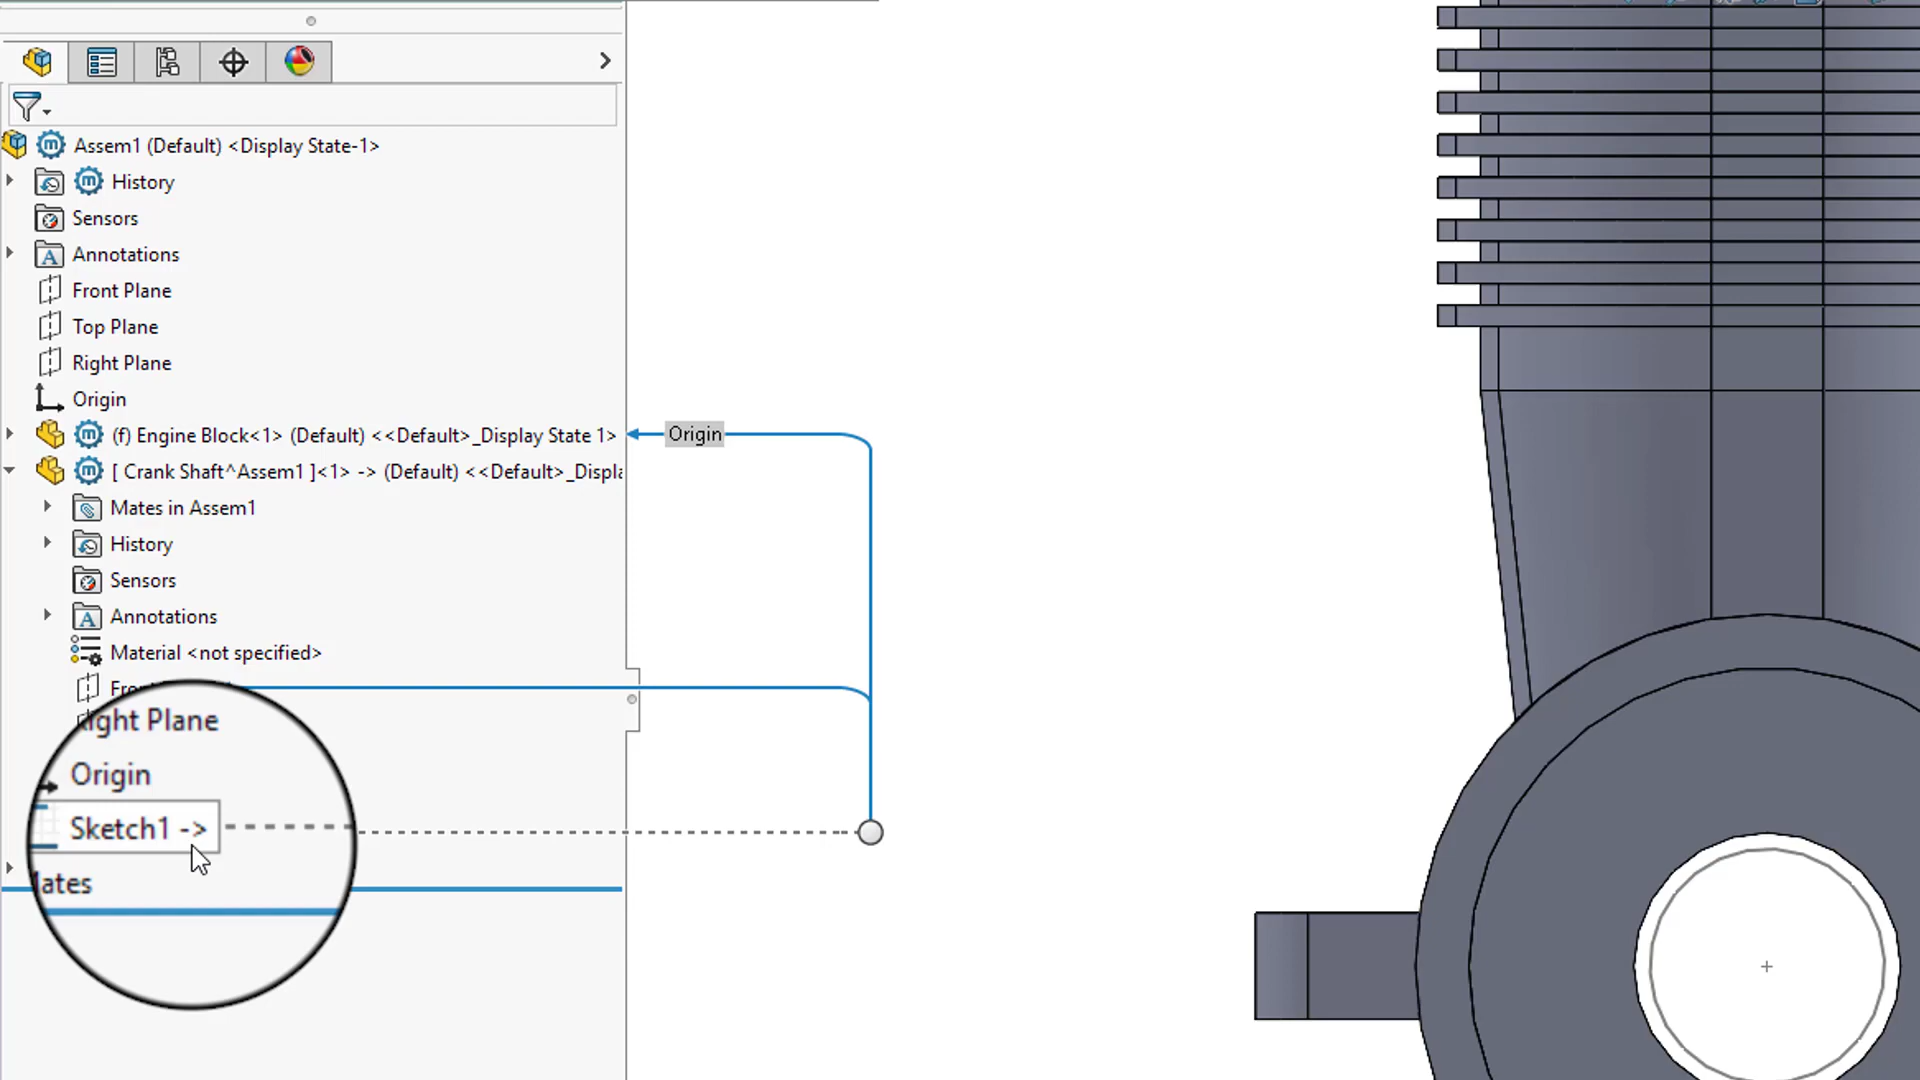 Assem1 (Default) <Display State-1>
History
Sensors
Annotations
Front Plane
Top Plane
Right Plane
Origin
(f) Engine Block<1> (Default) <<Default>_Display State 1>
Origin
[ Crank Shaft^Assem1 ]<1> -> (Default) <<Default>_Displa
Mates in Assem1
History
Sensors
Annotations
Material <not specified>
Fro
ight Plane
Origin
Sketch1 ->
ates